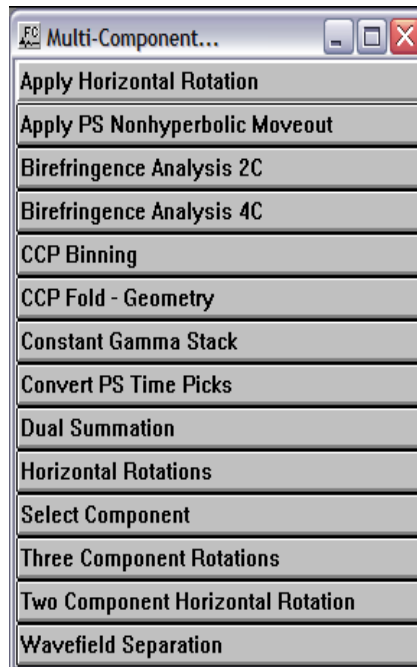 FC
Multi-Component...
Apply Horizontal Rotation
Apply PS Nonhyperbolic Moveout
Birefringence Analysis 2C
Birefringence Analysis 4C
CCP Binning
CCP Fold - Geometry
Constant Gamma Stack
Convert PS Time Picks
Dual Summation
Horizontal Rotations
Select Component
Three Component Rotations
Two Component Horizontal Rotation
Wavefield Separation